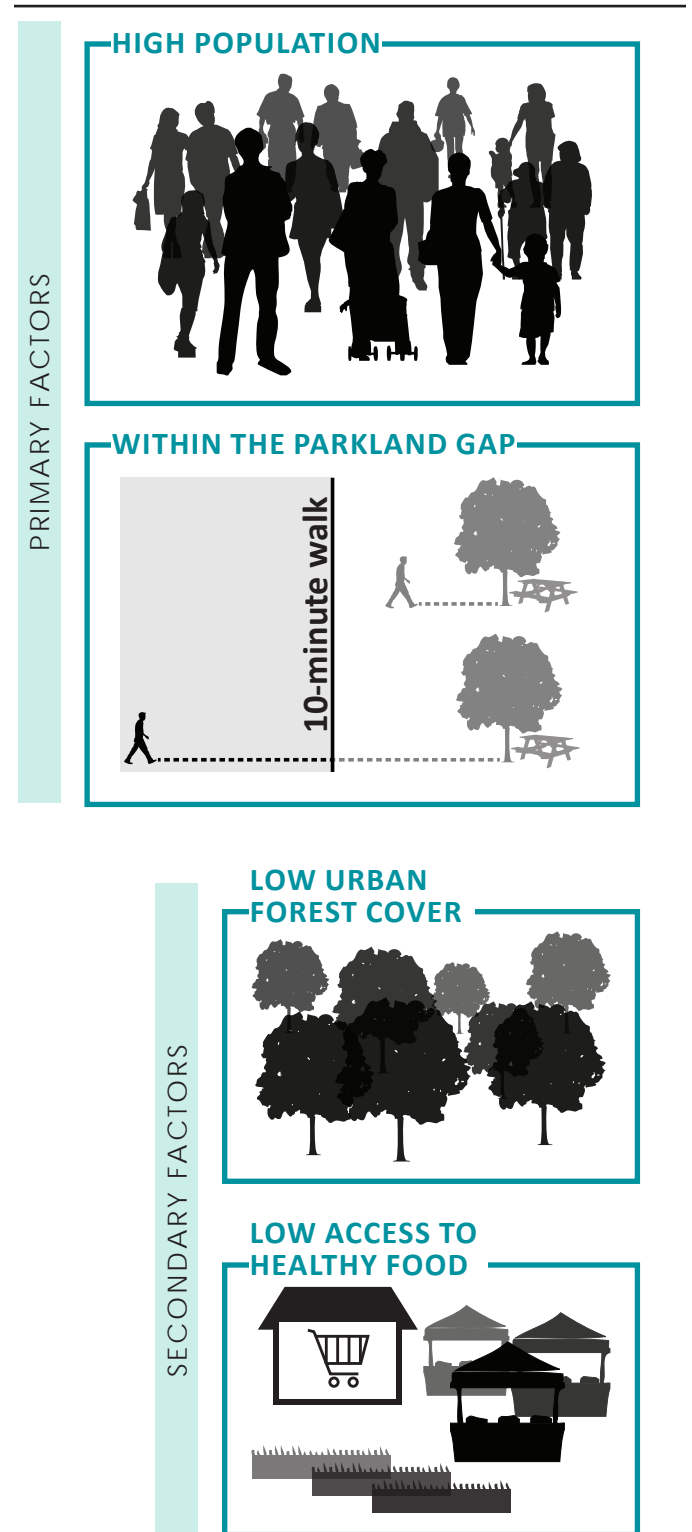 PRIMARY FACTORS
HIGH POPULATION
WITHIN THE PARKLAND GAP
10-minute walk
SECONDARY FACTORS
LOW URBAN
FOREST COVER
LOW ACCESS TO
HEALTHY FOOD